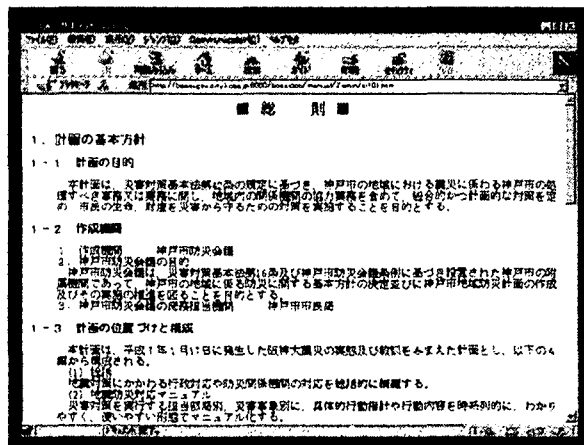 総 則
1. 計画の基本方針
1-1 計画の目的
本計画は、災害対策基本法第42条の規定に基づき、神戸市の地域における震災に係わる神戸市の処
理すべき事務又は業務に関し、地域内の関係機関の協力業務を含めて、総合的かつ計画的な対策を定
め、市民の生命、財産を災害から守るための対策を実施することを目的とする。
1-2 作成機関
1. 作成機関 神戸市防災会議
2. 神戸市防災会議の目的
神戸市防災会議は、災害対策基本法第16条及び神戸市防災会議条例に基づき設置された神戸市の附
属機関であって、神戸市の地域に係る防災に関する基本方針の決定並びに神戸市地域防災計画の作成
及びその実施の推進を図ることを目的とする。
3. 神戸市防災会議の庶務担当機関 神戸市市民局
1-3 計画の位置づけと構成
本計画は、平成7年1月17日に発生した阪神大震災の実態及び教訓をふまえた計画とし、以下の4
編から構成される。
(1) 総則
地震対策にかかわる行政対応や防災関係機関の対応を総括的に網羅する。
(2) 地震防災対応マニュアル
災害対策を実行する担当部局別、災害事象別に、具体的行動指針や行動内容を時系列的に、わかり
やすく、使いやすい形態でマニュアル化する。